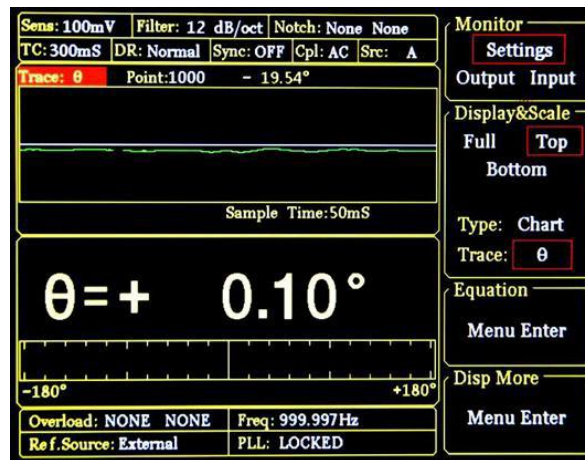 Sens: 100mV Filter: 12 dB/oct Notch: None None
TC: 300mS DR: Normal Sync: OFF Cpl: AC Src: A
Trace: θ Point:1000 - 19.54°
Sample Time:50mS
θ=+ 0.10°
-180° +180°
Overload: NONE NONE Freq: 999.997Hz
Ref.Source: External PLL: LOCKED
Monitor
Settings
Output Input
Display&Scale
Full Top
Bottom
Type: Chart
Trace: θ
Equation
Menu Enter
Disp More
Menu Enter